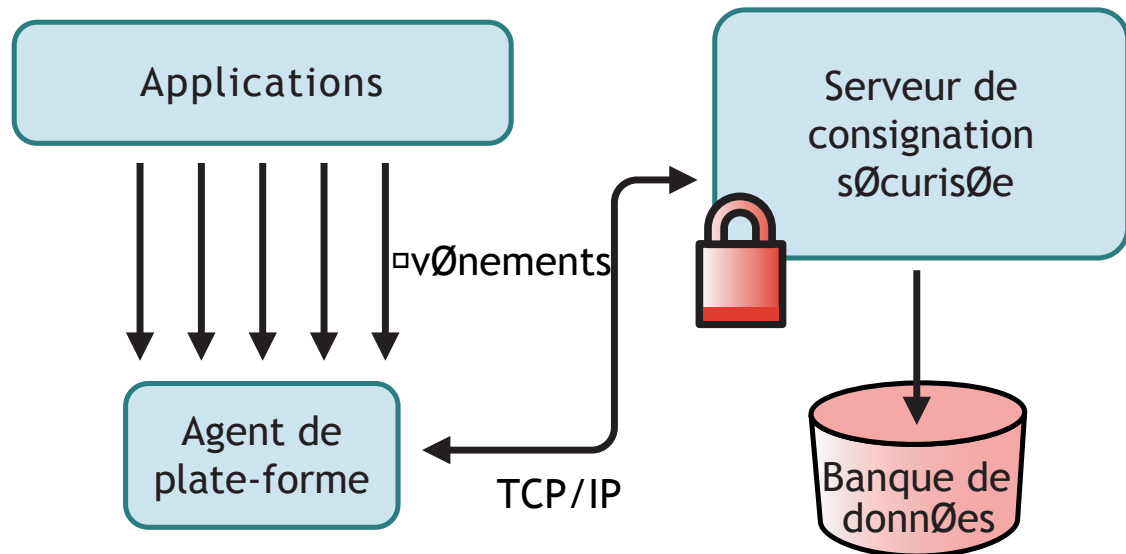 Applications
Serveur de
consignation
sØcurisØe
▫vØnements
Agent de
plate-forme
TCP/IP
Banque de
donnØes